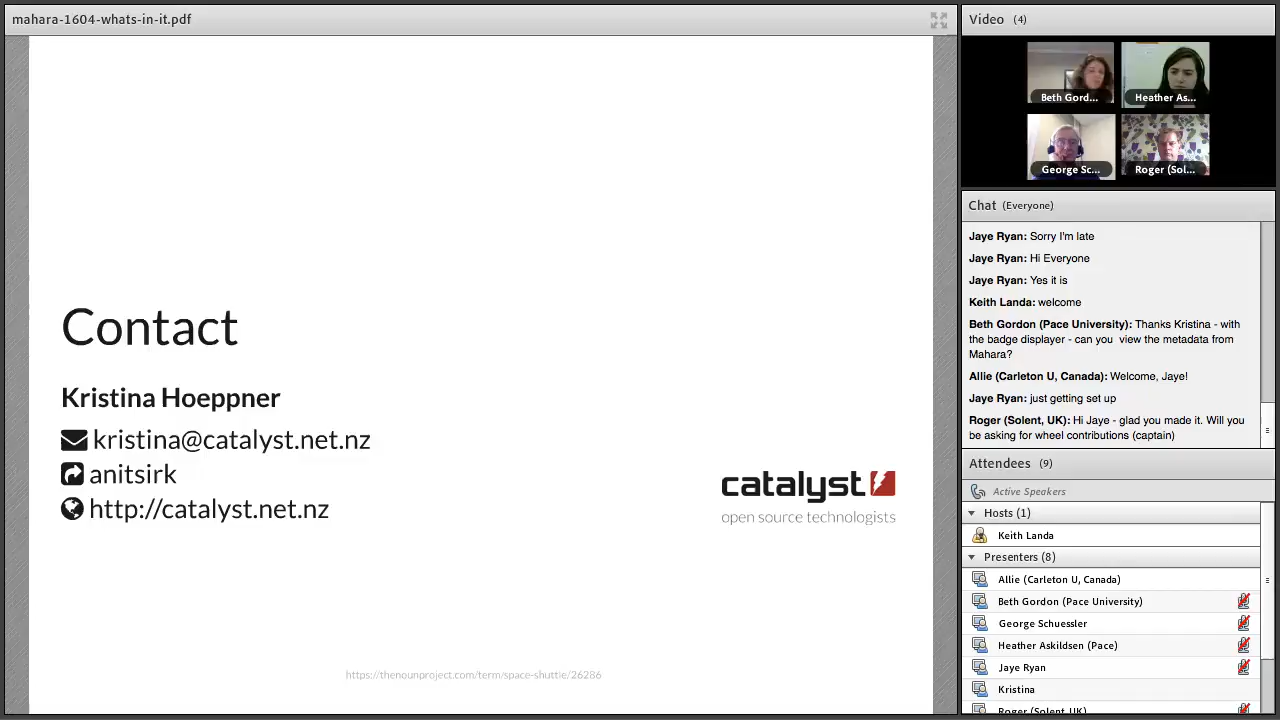 mahara-1604-whats-in-it.pdf
Contact
Kristina Hoeppner
kristina@catalyst.net.nz
anitsirk
http://catalyst.net.nz
catalyst
open source technologists
https://thenounproject.com/term/space-shuttle/26286
Video (4)
Beth Gord...
Heather As...
George Sc...
Roger (Sol...
Chat (Everyone)
Jaye Ryan: Sorry I'm late
Jaye Ryan: Hi Everyone
Jaye Ryan: Yes it is
Keith Landa: welcome
Beth Gordon (Pace University): Thanks Kristina - with
the badge displayer - can you view the metadata from
Mahara?
Allie (Carleton U, Canada): Welcome, Jaye!
Jaye Ryan: just getting set up
Roger (Solent, UK): Hi Jaye - glad you made it. Will you
be asking for wheel contributions (captain)
Attendees (9)
Active Speakers
Hosts (1)
Keith Landa
Presenters (8)
Allie (Carleton U, Canada)
Beth Gordon (Pace University)
George Schuessler
Heather Askildsen (Pace)
Jaye Ryan
Kristina
Roger (Solent, UK)